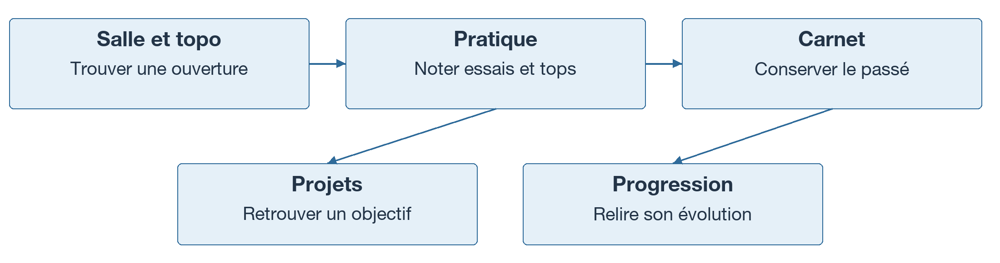 Salle et topo
Trouver une ouverture
Pratique
Noter essais et tops
Carnet
Conserver le passé
Projets
Retrouver un objectif
Progression
Relire son évolution